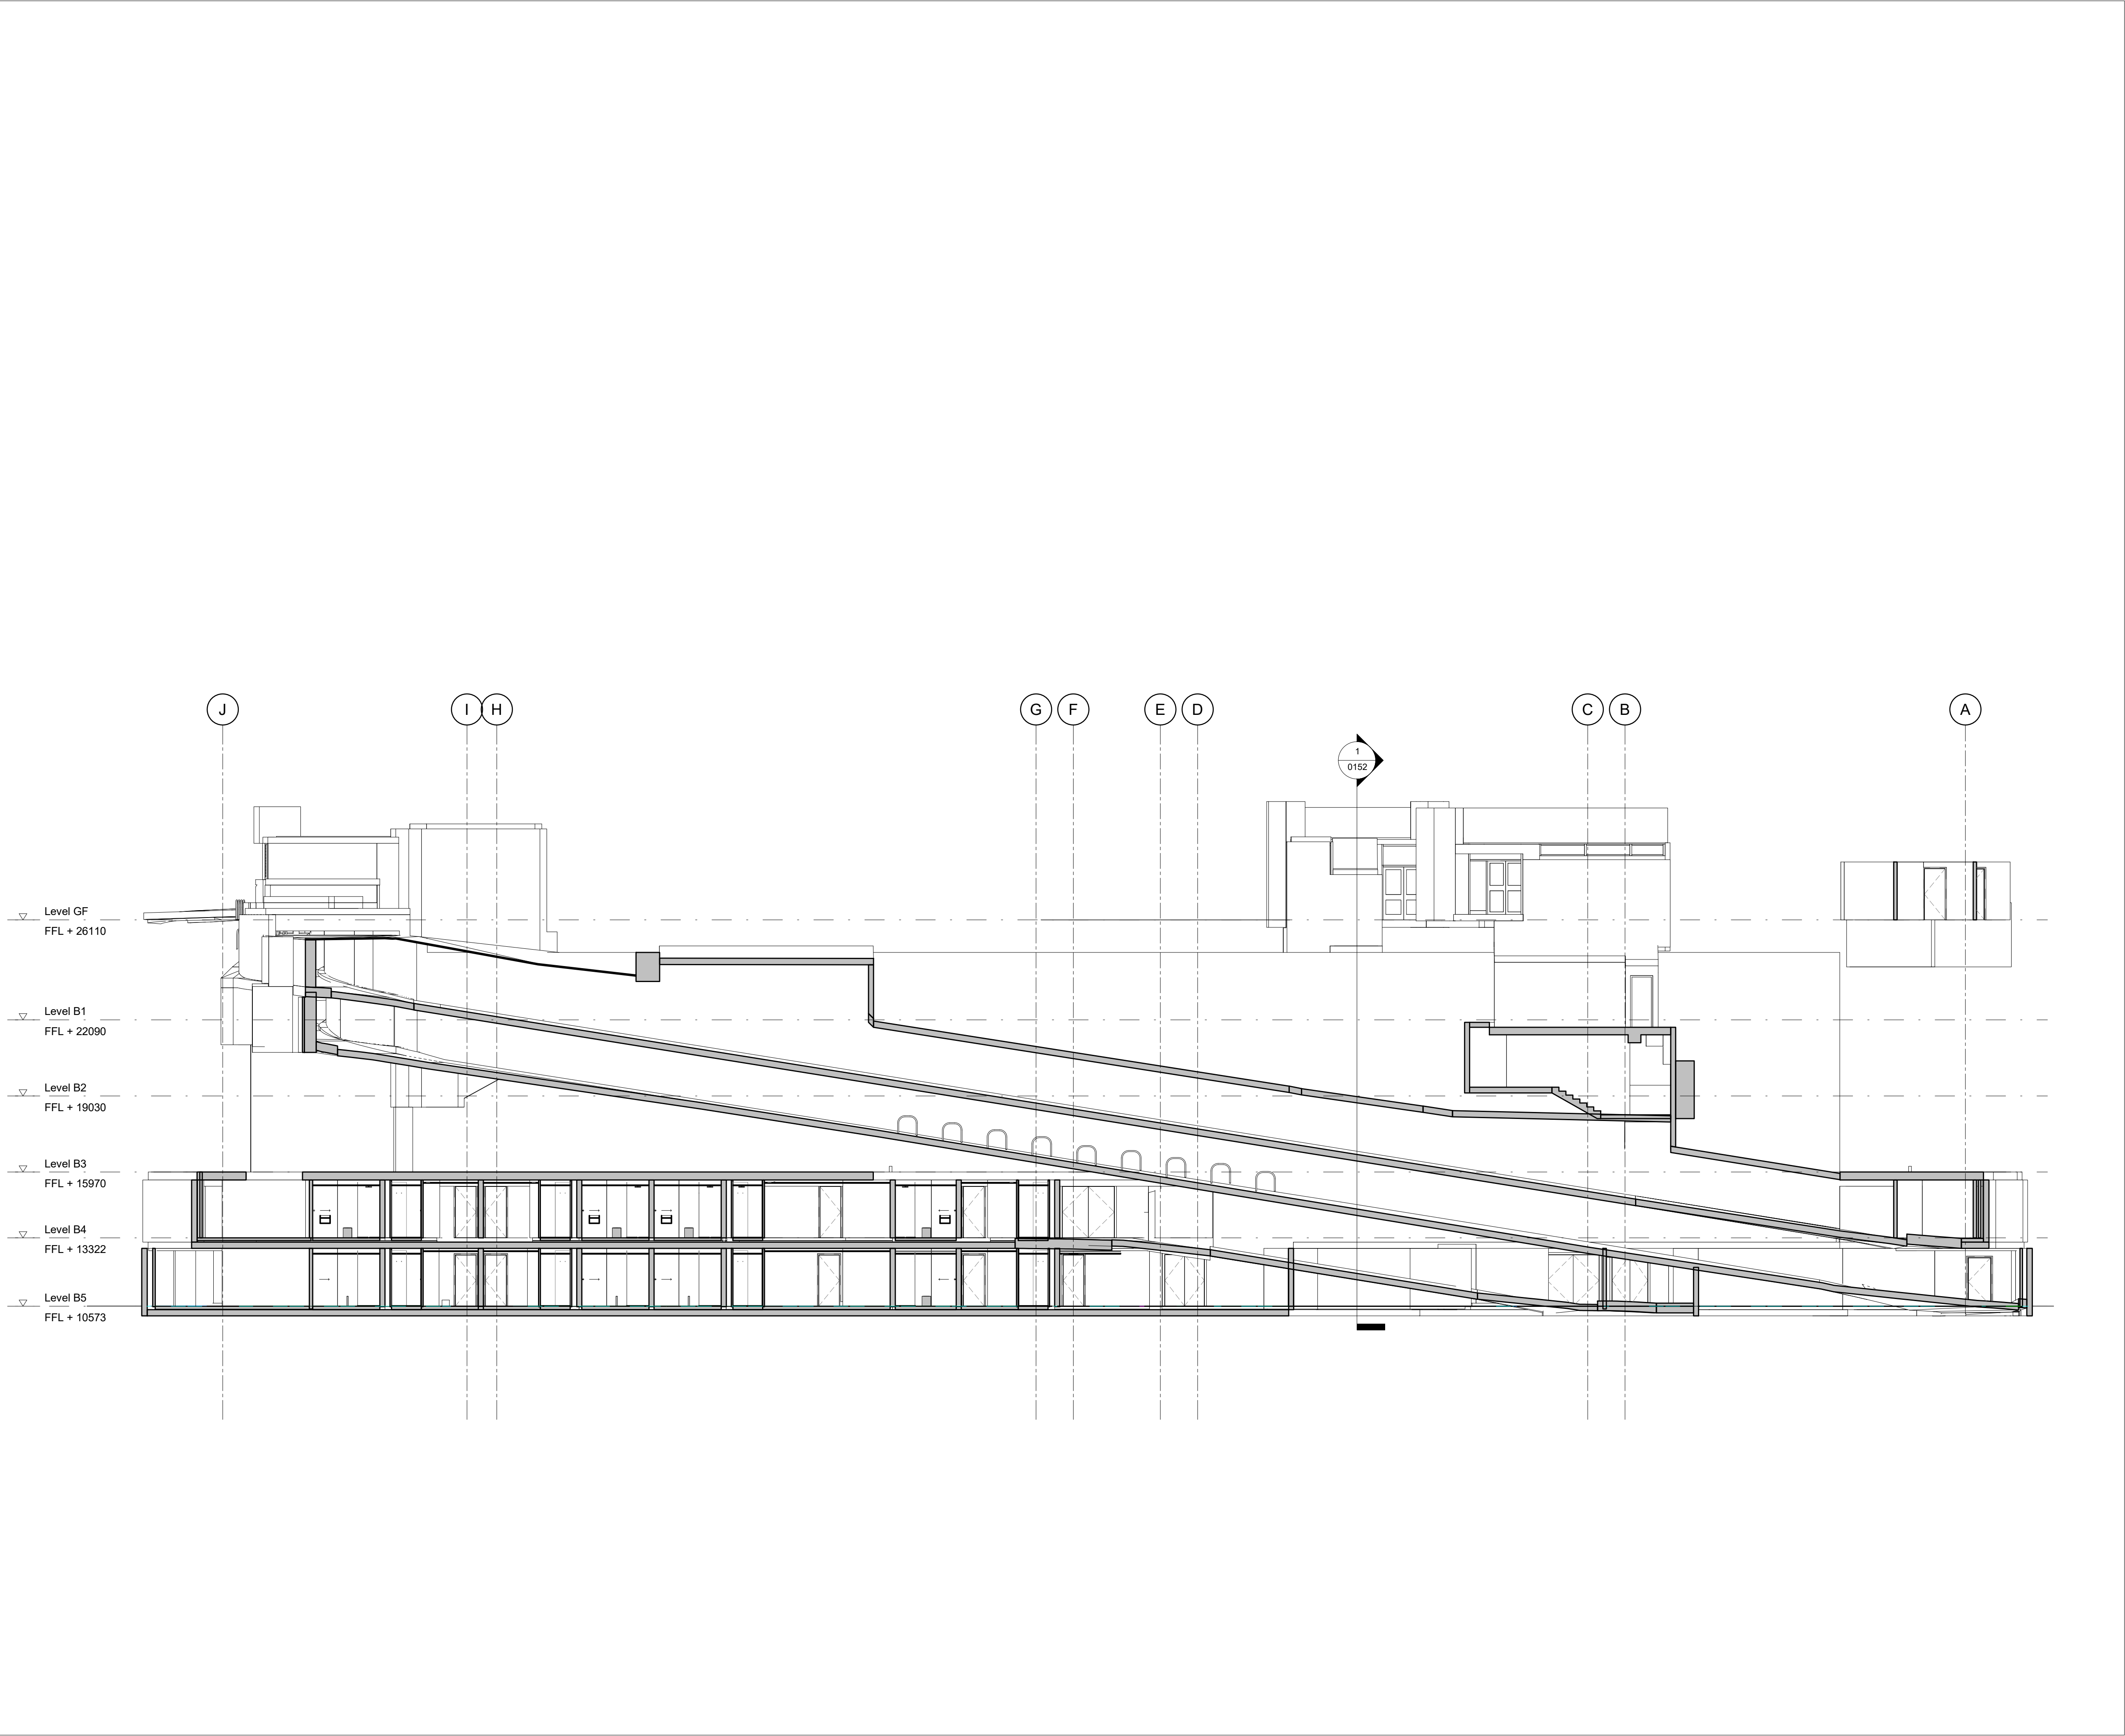 J
I
H
G
F
E
D
C
B
A
1
0152
Level GF
FFL + 26110
Level B1
FFL + 22090
Level B2
FFL + 19030
Level B3
FFL + 15970
Level B4
FFL + 13322
Level B5
FFL + 10573